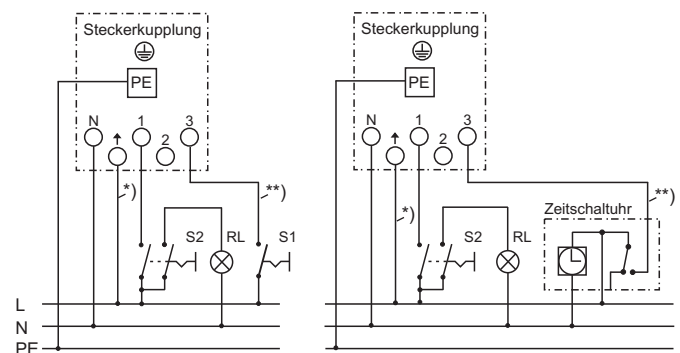 Steckerkupplung
PE
N 1 3
2
*)
**)
S2 RL S1
L
N
PE
Steckerkupplung
PE
N 1 3
2
*)
**)
Zeitschaltuhr
S2 RL